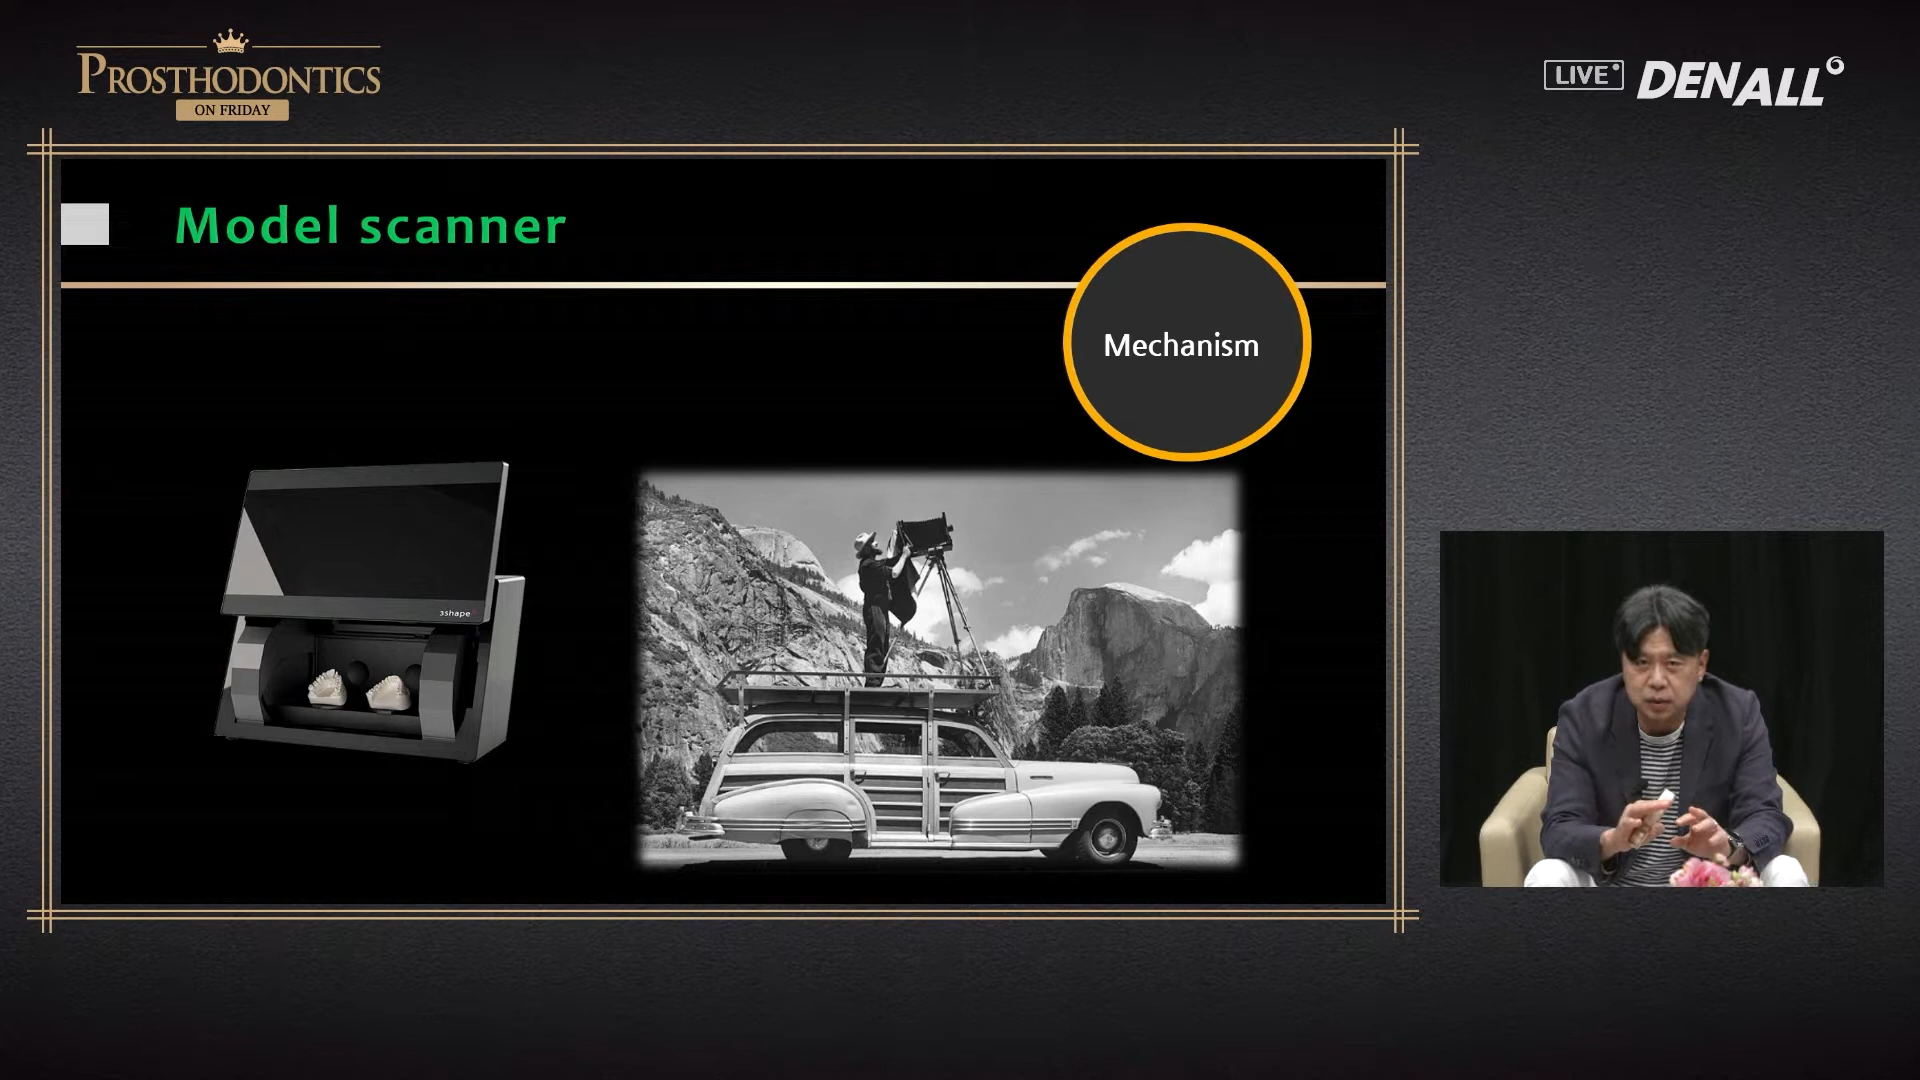 PROSTHODONTICS
ON FRIDAY
LIVE
DENALL
Model scanner
Mechanism
3shape